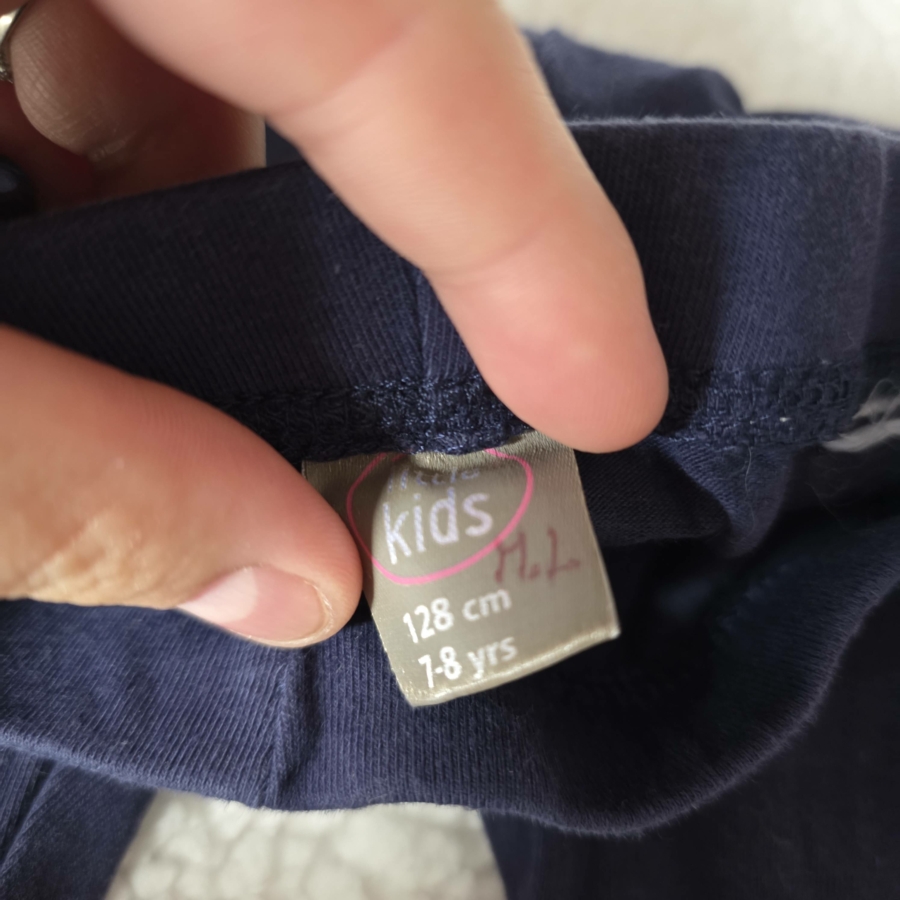 kids
M.L.
128 cm
7-8 yrs